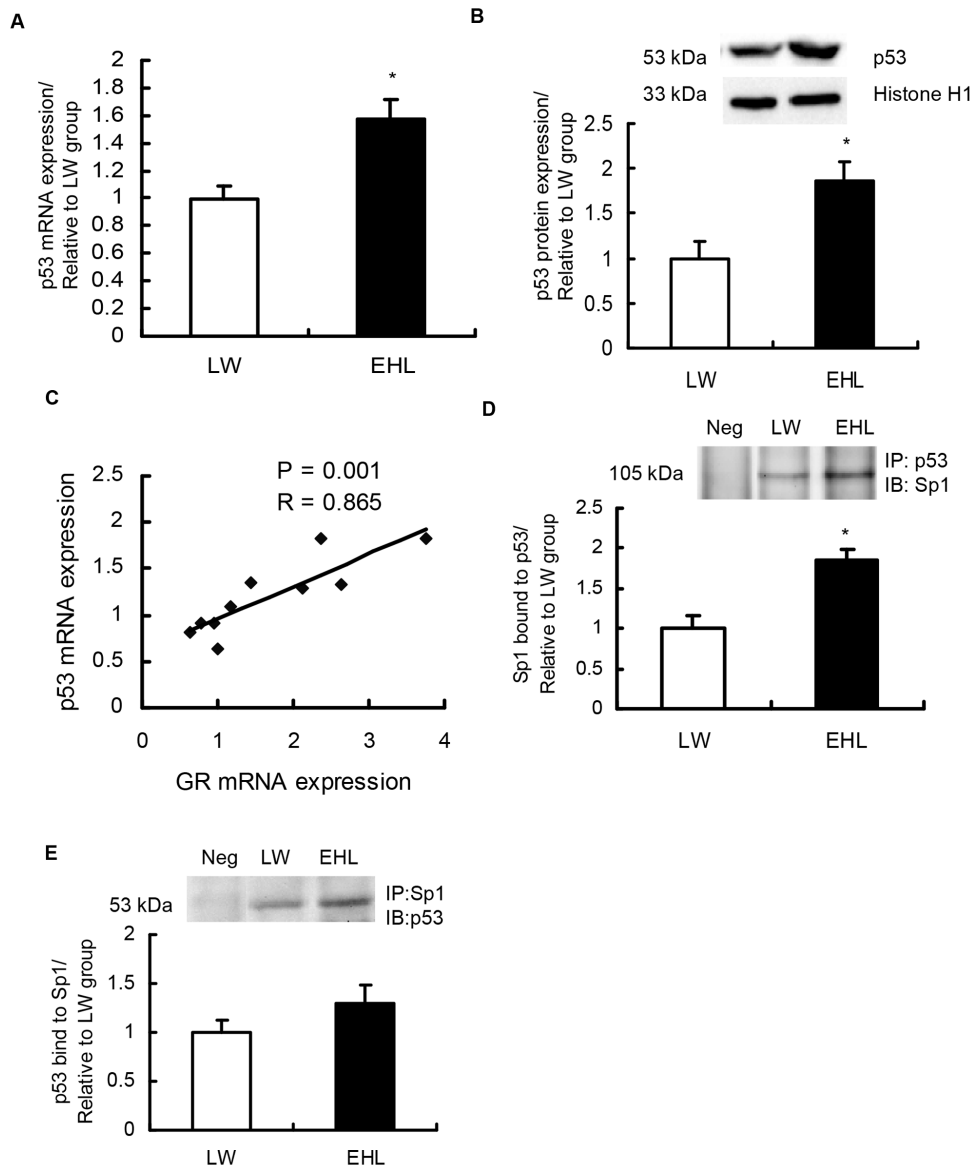 A
p53 mRNA expression/
Relative to LW group
2
1.8
1.6
1.4
1.2
1
0.8
0.6
0.4
0.2
0
*
LW
EHL
B
53 kDa
p53
33 kDa
Histone H1
p53 protein expression/
Relative to LW group
2.5
2
1.5
1
0.5
0
*
LW
EHL
C
p53 mRNA expression
2.5
2
1.5
1
0.5
0
P = 0.001
R = 0.865
0
1
2
3
4
GR mRNA expression
D
Neg
LW
EHL
105 kDa
IP: p53
IB: Sp1
Sp1 bound to p53/
Relative to LW group
2.5
2
1.5
1
0.5
0
*
LW
EHL
E
Neg
LW
EHL
53 kDa
IP:Sp1
IB:p53
p53 bind to Sp1/
Relative to LW group
2
1.5
1
0.5
0
LW
EHL